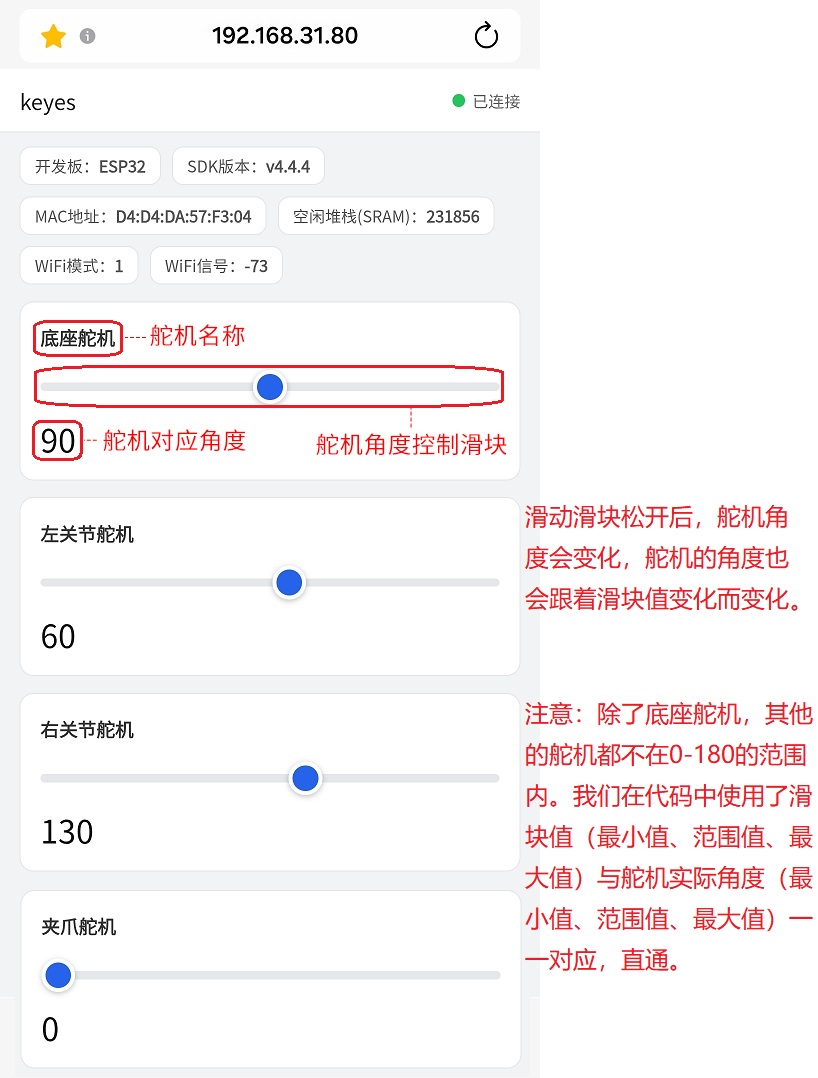 192.168.31.80
keyes
已连接
开发板：ESP32
SDK版本：v4.4.4
MAC地址：D4:D4:DA:57:F3:04
空闲堆栈(SRAM)：231856
WiFi模式：1
WiFi信号：-73
底座舵机
舵机名称
90
舵机对应角度
舵机角度控制滑块
左关节舵机
60
滑动滑块松开后，舵机角
度会变化，舵机的角度也
会跟着滑块值变化而变化。
右关节舵机
130
注意：除了底座舵机，其他
的舵机都不在0-180的范围
内。我们在代码中使用了滑
块值（最小值、范围值、最
大值）与舵机实际角度（最
小值、范围值、最大值）一
一对应，直通。
夹爪舵机
0